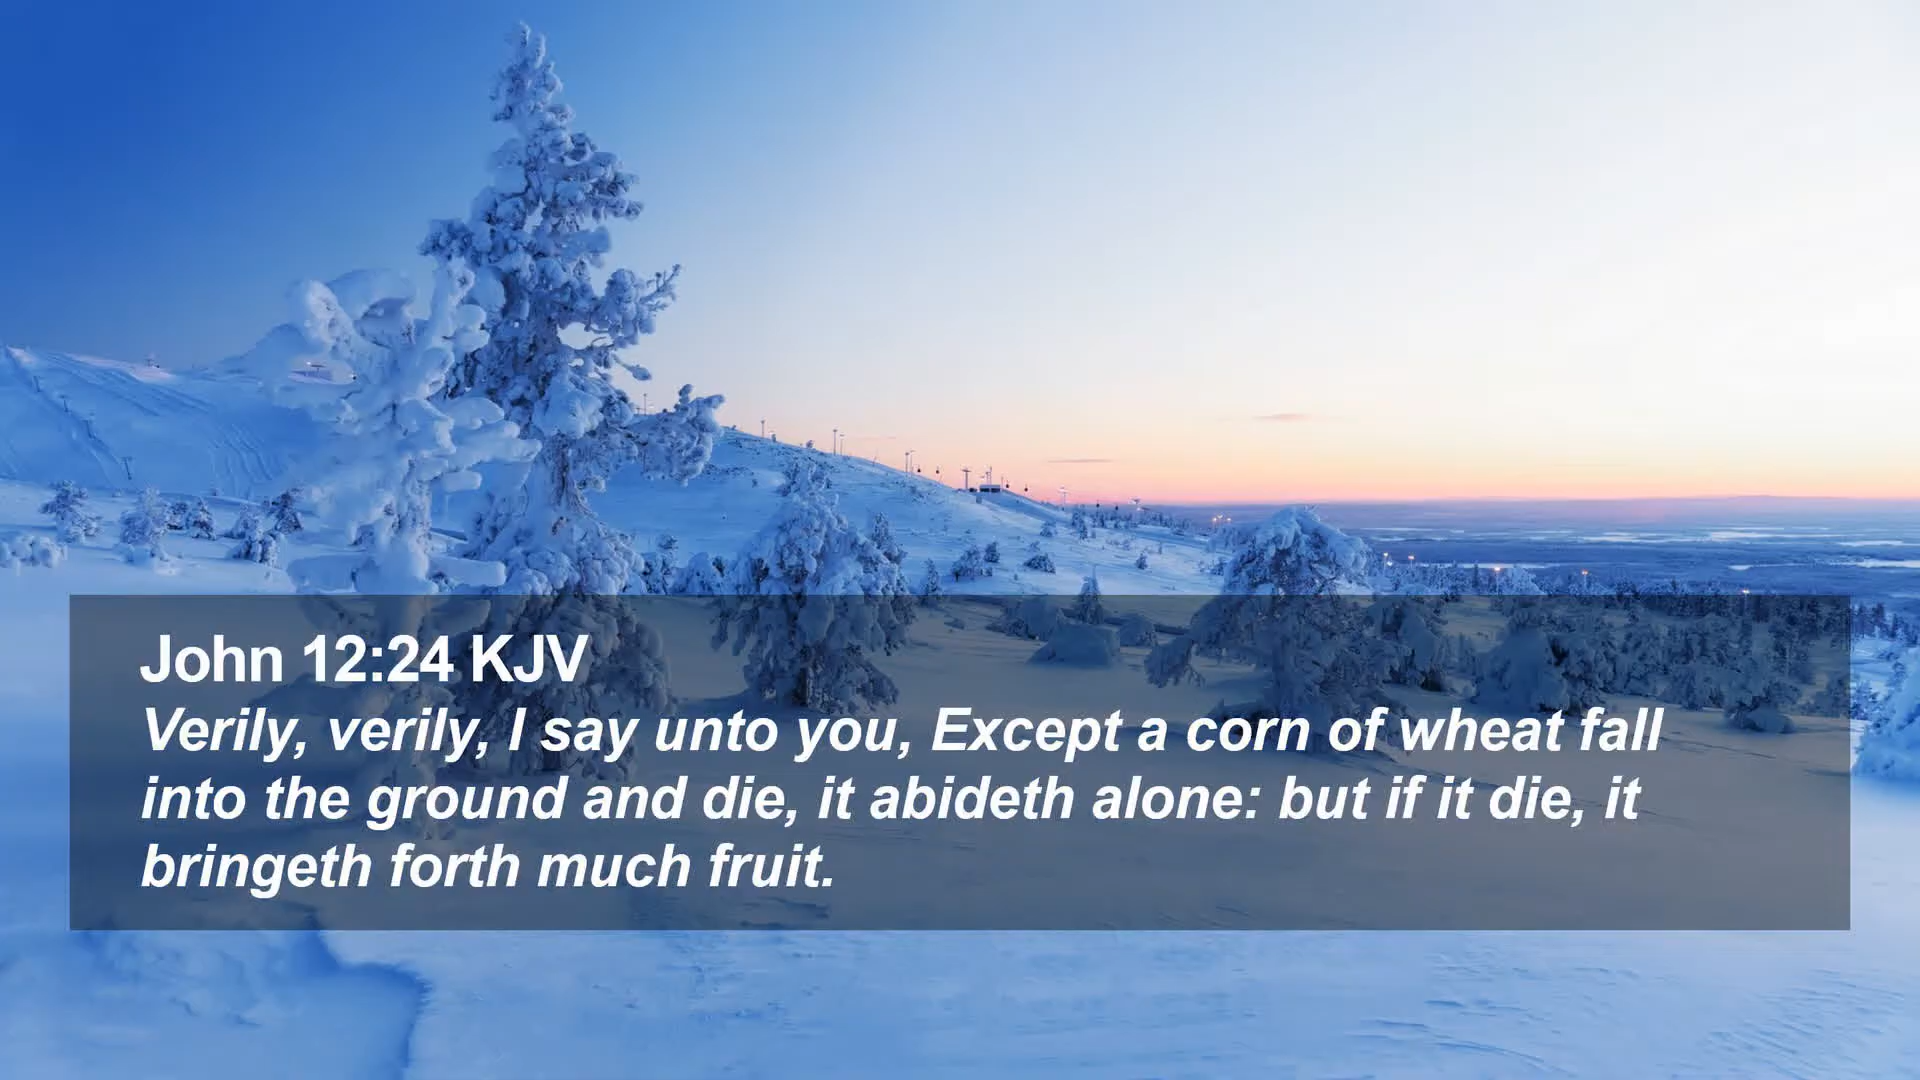 John 12:24 KJV
Verily, verily, I say unto you, Except a corn of wheat fall
into the ground and die, it abideth alone: but if it die, it
bringeth forth much fruit.